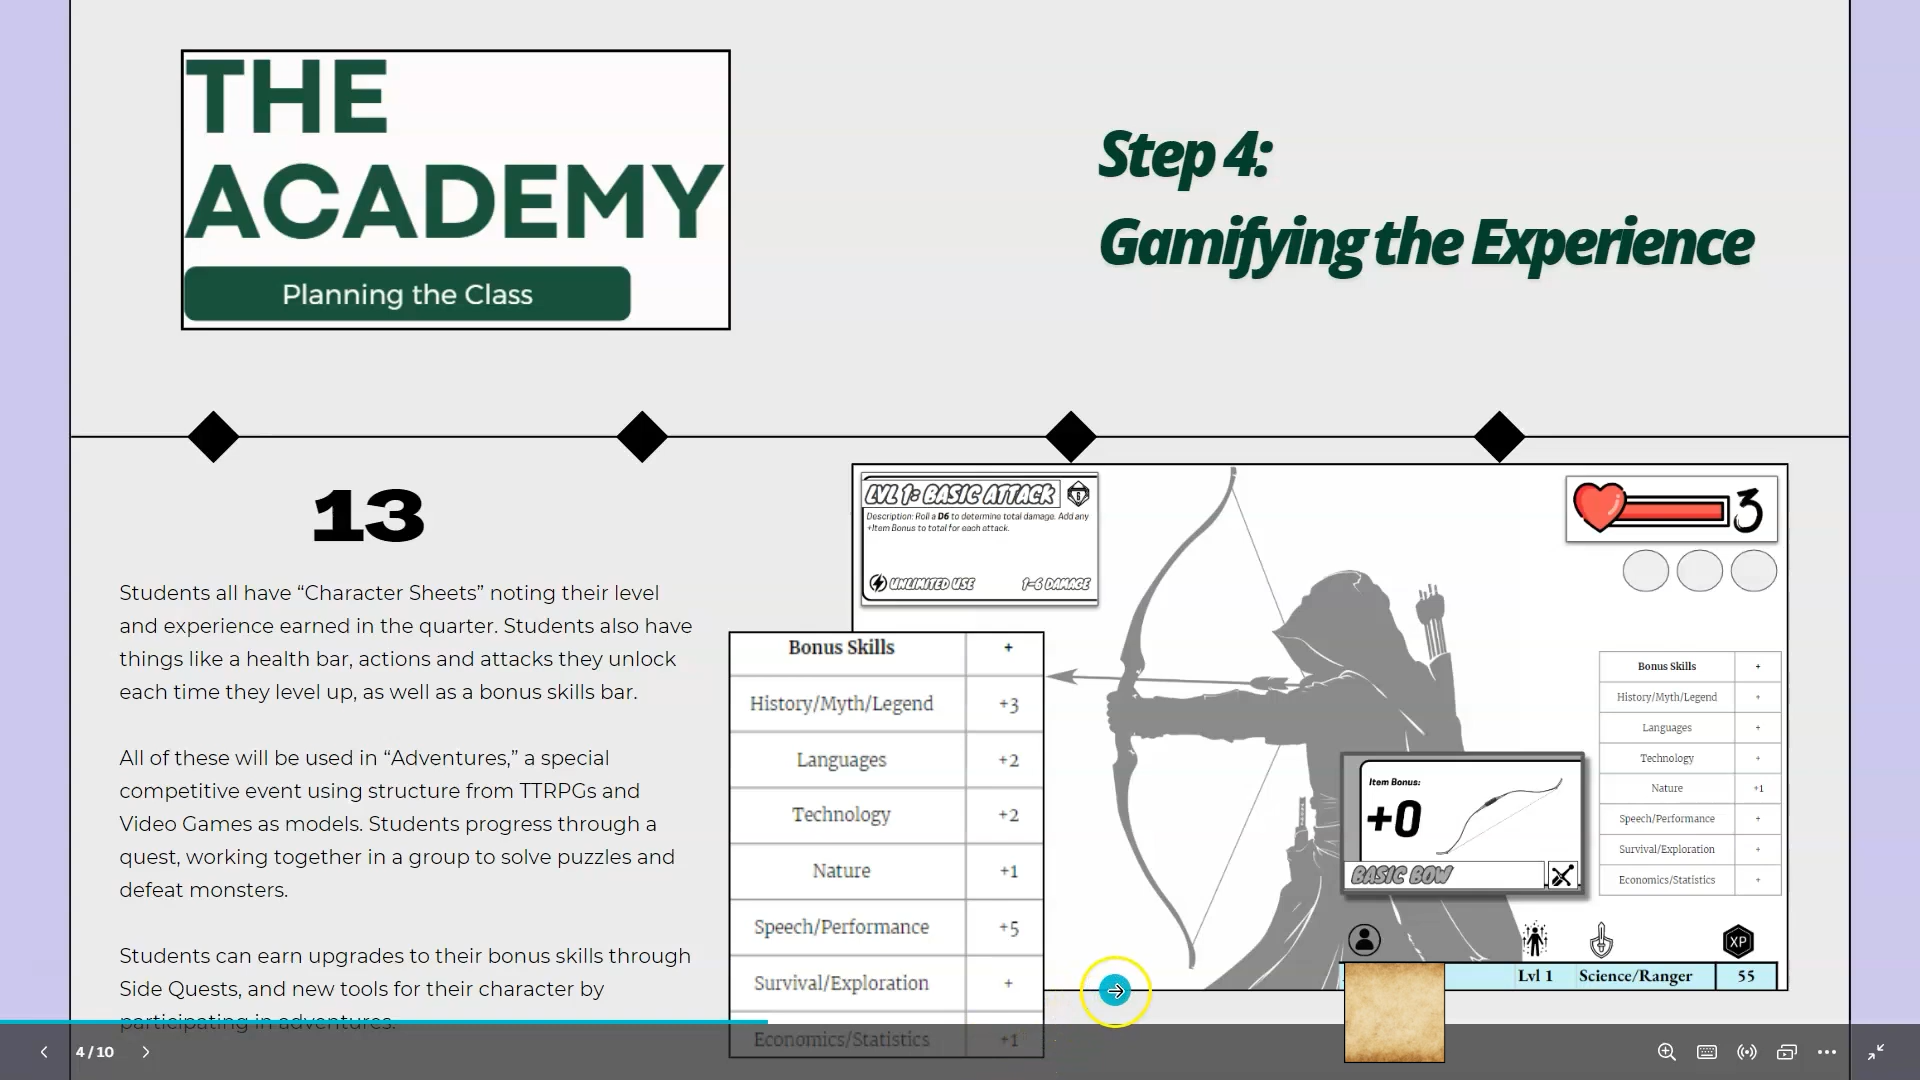 THE
ACADEMY
Planning the Class
Step 4:
Gamifying the Experience
13
Students all have “Character Sheets” noting their level
and experience earned in the quarter. Students also have
things like a health bar, actions and attacks they unlock
each time they level up, as well as a bonus skills bar.
All of these will be used in “Adventures,” a special
competitive event using structure from TTRPGs and
Video Games as models. Students progress through a
quest, working together in a group to solve puzzles and
defeat monsters.
Students can earn upgrades to their bonus skills through
Side Quests, and new tools for their character by
participating in adventures.
LVL 1: BASIC ATTACK 6
Description: Roll a D6 to determine total damage. Add any
+Item Bonus to total for each attack.
UNLIMITED USE 1-6 DAMAGE
Bonus Skills +
History/Myth/Legend +3
Languages +2
Technology +2
Nature +1
Speech/Performance +5
Survival/Exploration +
Economics/Statistics +1
3
Bonus Skills +
History/Myth/Legend +
Languages +
Technology +
Nature +1
Speech/Performance +
Survival/Exploration +
Economics/Statistics +
Item Bonus:
+0
BASIC BOW
XP
Lvl 1 Science/Ranger 55
4 / 10